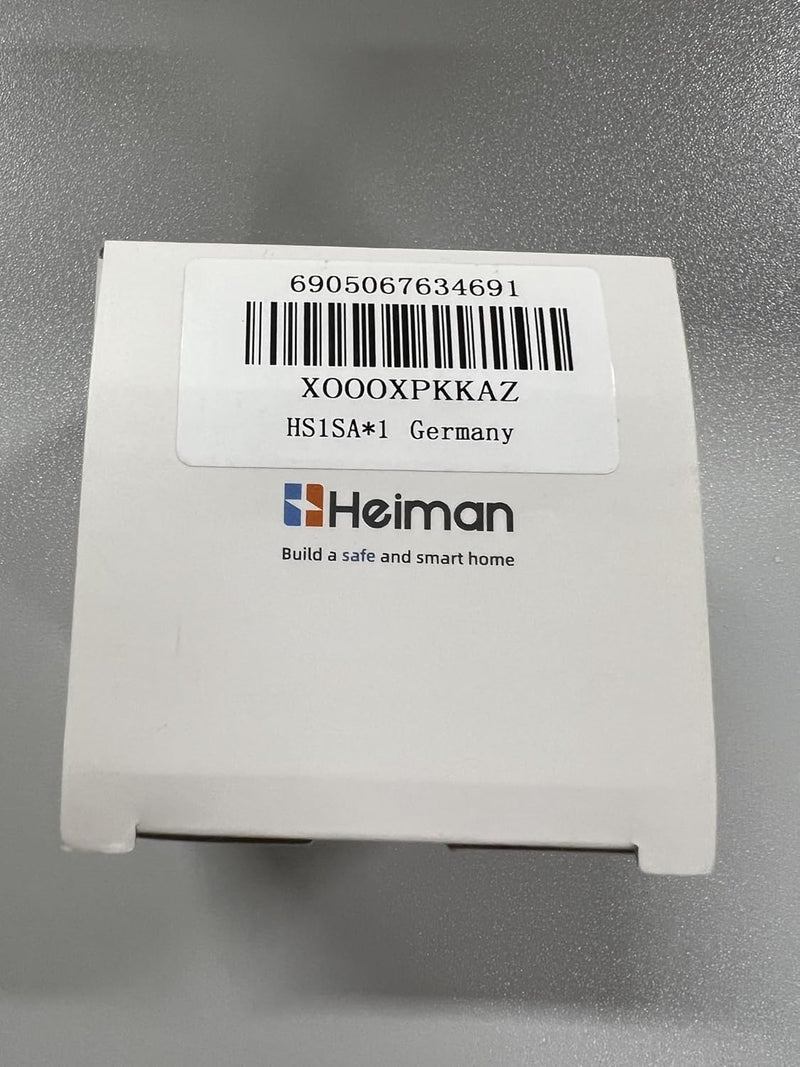 6905067634691
X000XPKKAZ
HS1SA*1 Germany
Heiman
Build a safe and smart home